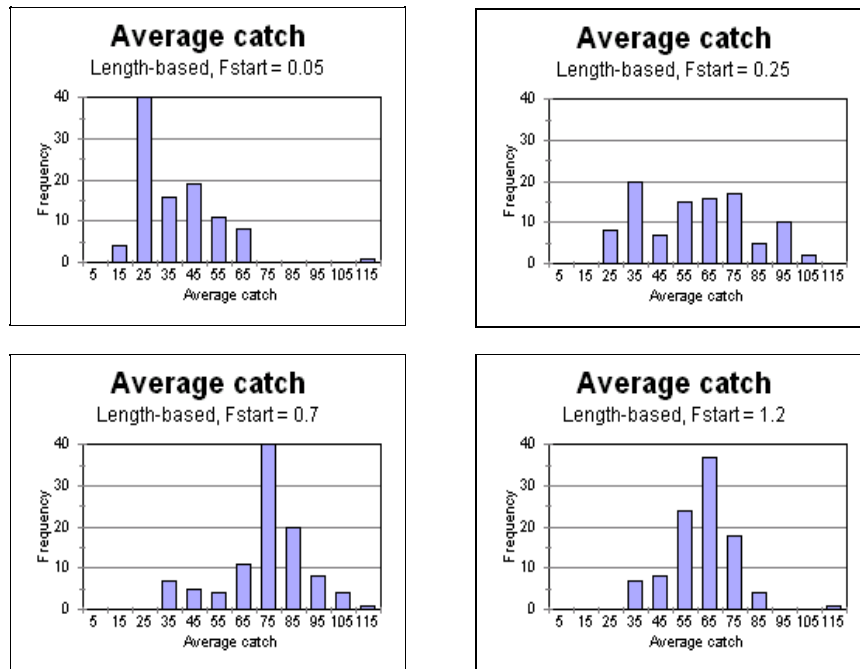 Average catch
Length-based, Fstart = 0.05
40
30
20
10
0
Frequency
5 15 25 35 45 55 65 75 85 95 105 115
Average catch
Average catch
Length-based, Fstart = 0.25
40
30
20
10
0
Frequency
5 15 25 35 45 55 65 75 85 95 105 115
Average catch
Average catch
Length-based, Fstart = 0.7
40
30
20
10
0
Frequency
5 15 25 35 45 55 65 75 85 95 105 115
Average catch
Average catch
Length-based, Fstart = 1.2
40
30
20
10
0
Frequency
5 15 25 35 45 55 65 75 85 95 105 115
Average catch